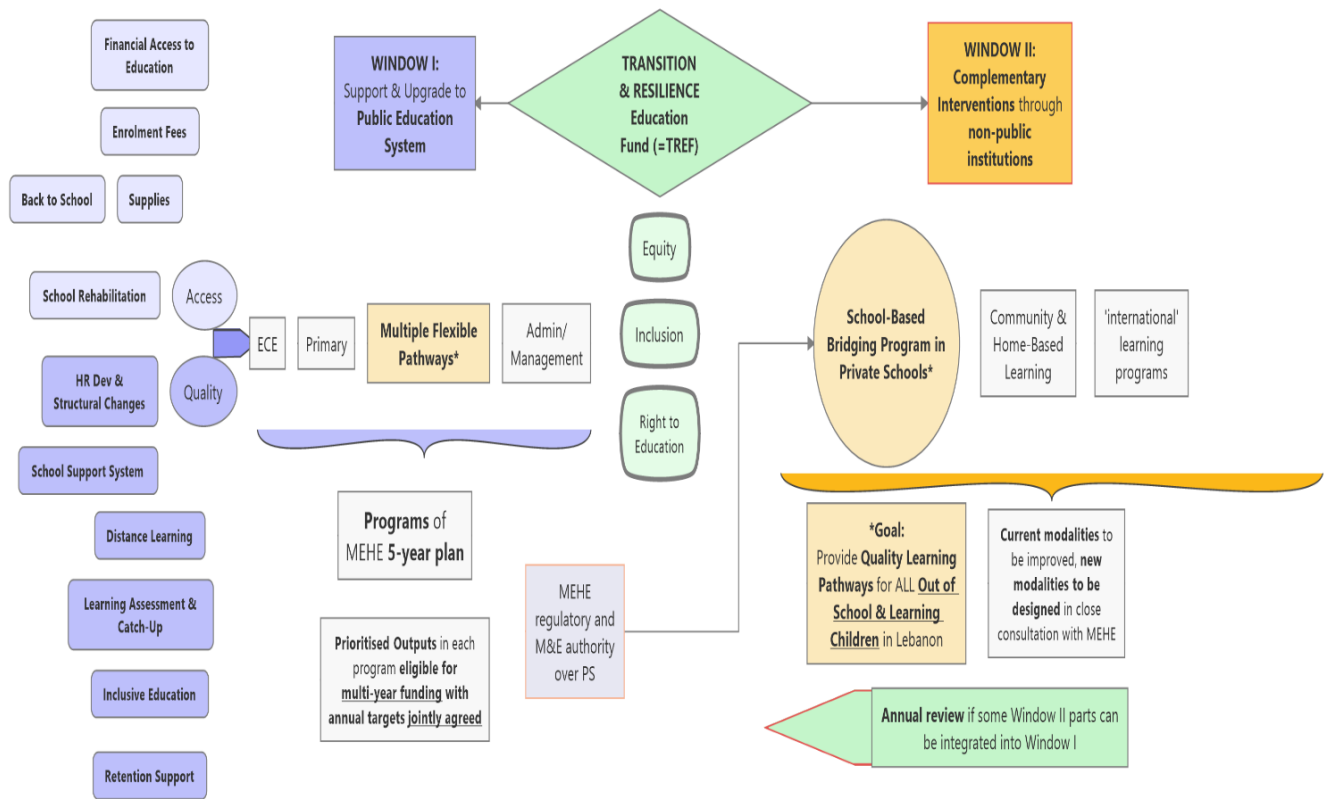 Financial Access to
Education
Enrolment Fees
Back to School
Supplies
School Rehabilitation
HR Dev &
Structural Changes
School Support System
Distance Learning
Learning Assessment &
Catch-Up
Inclusive Education
Retention Support
Access
Quality
WINDOW I:
Support & Upgrade to
Public Education
System
TRANSITION
& RESILIENCE
Education
Fund (=TREF)
WINDOW II:
Complementary
Interventions through
non-public
institutions
Equity
Inclusion
Right to
Education
ECE
Primary
Multiple Flexible
Pathways*
Admin/
Management
Programs of
MEHE 5-year plan
Prioritised Outputs in each
program eligible for
multi-year funding with
annual targets jointly agreed
MEHE
regulatory and
M&E authority
over PS
School-Based
Bridging Program in
Private Schools*
Community &
Home-Based
Learning
'international'
learning
programs
*Goal:
Provide Quality Learning
Pathways for ALL Out of
School & Learning
Children in Lebanon
Current modalities to
be improved, new
modalities to be
designed in close
consultation with MEHE
Annual review if some Window II parts can
be integrated into Window I